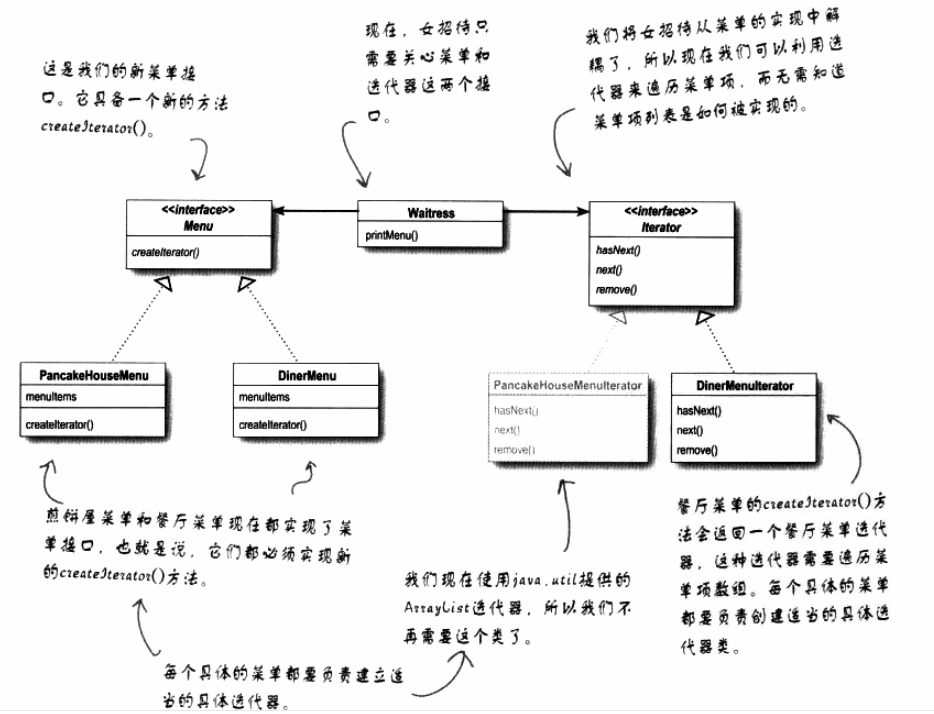 这是我们的新菜单接
口。它具备一个新的方法
createIterator()。
现在，女招待只
需要关心菜单和
迭代器这两个接
口。
我们将女招待从菜单的实现中解
耦了，所以现在我们可以利用迭
代器来遍历菜单项，而无需知道
菜单项列表是如何被实现的。
<<interface>>
Menu
createIterator()
Waitress
printMenu()
<<interface>>
Iterator
hasNext()
next()
remove()
PancakeHouseMenu
menuItems
createIterator()
DinerMenu
menuItems
createIterator()
PancakeHouseMenuIterator
hasNext()
next()
remove()
DinerMenuIterator
hasNext()
next()
remove()
煎饼屋菜单和餐厅菜单现在都实现了菜
单接口，也就是说，它们都必须实现新
的createIterator()方法。
我们现在使用java.util提供的
ArrayList迭代器，所以我们不
再需要这个类了。
餐厅菜单的createIterator()方
法会返回一个餐厅菜单迭代
器，这种迭代器需要遍历菜
单项数组。每个具体的菜单
都要负责创建适当的具体迭
代器类。
每个具体的菜单都要负责建立适
当的具体迭代器。